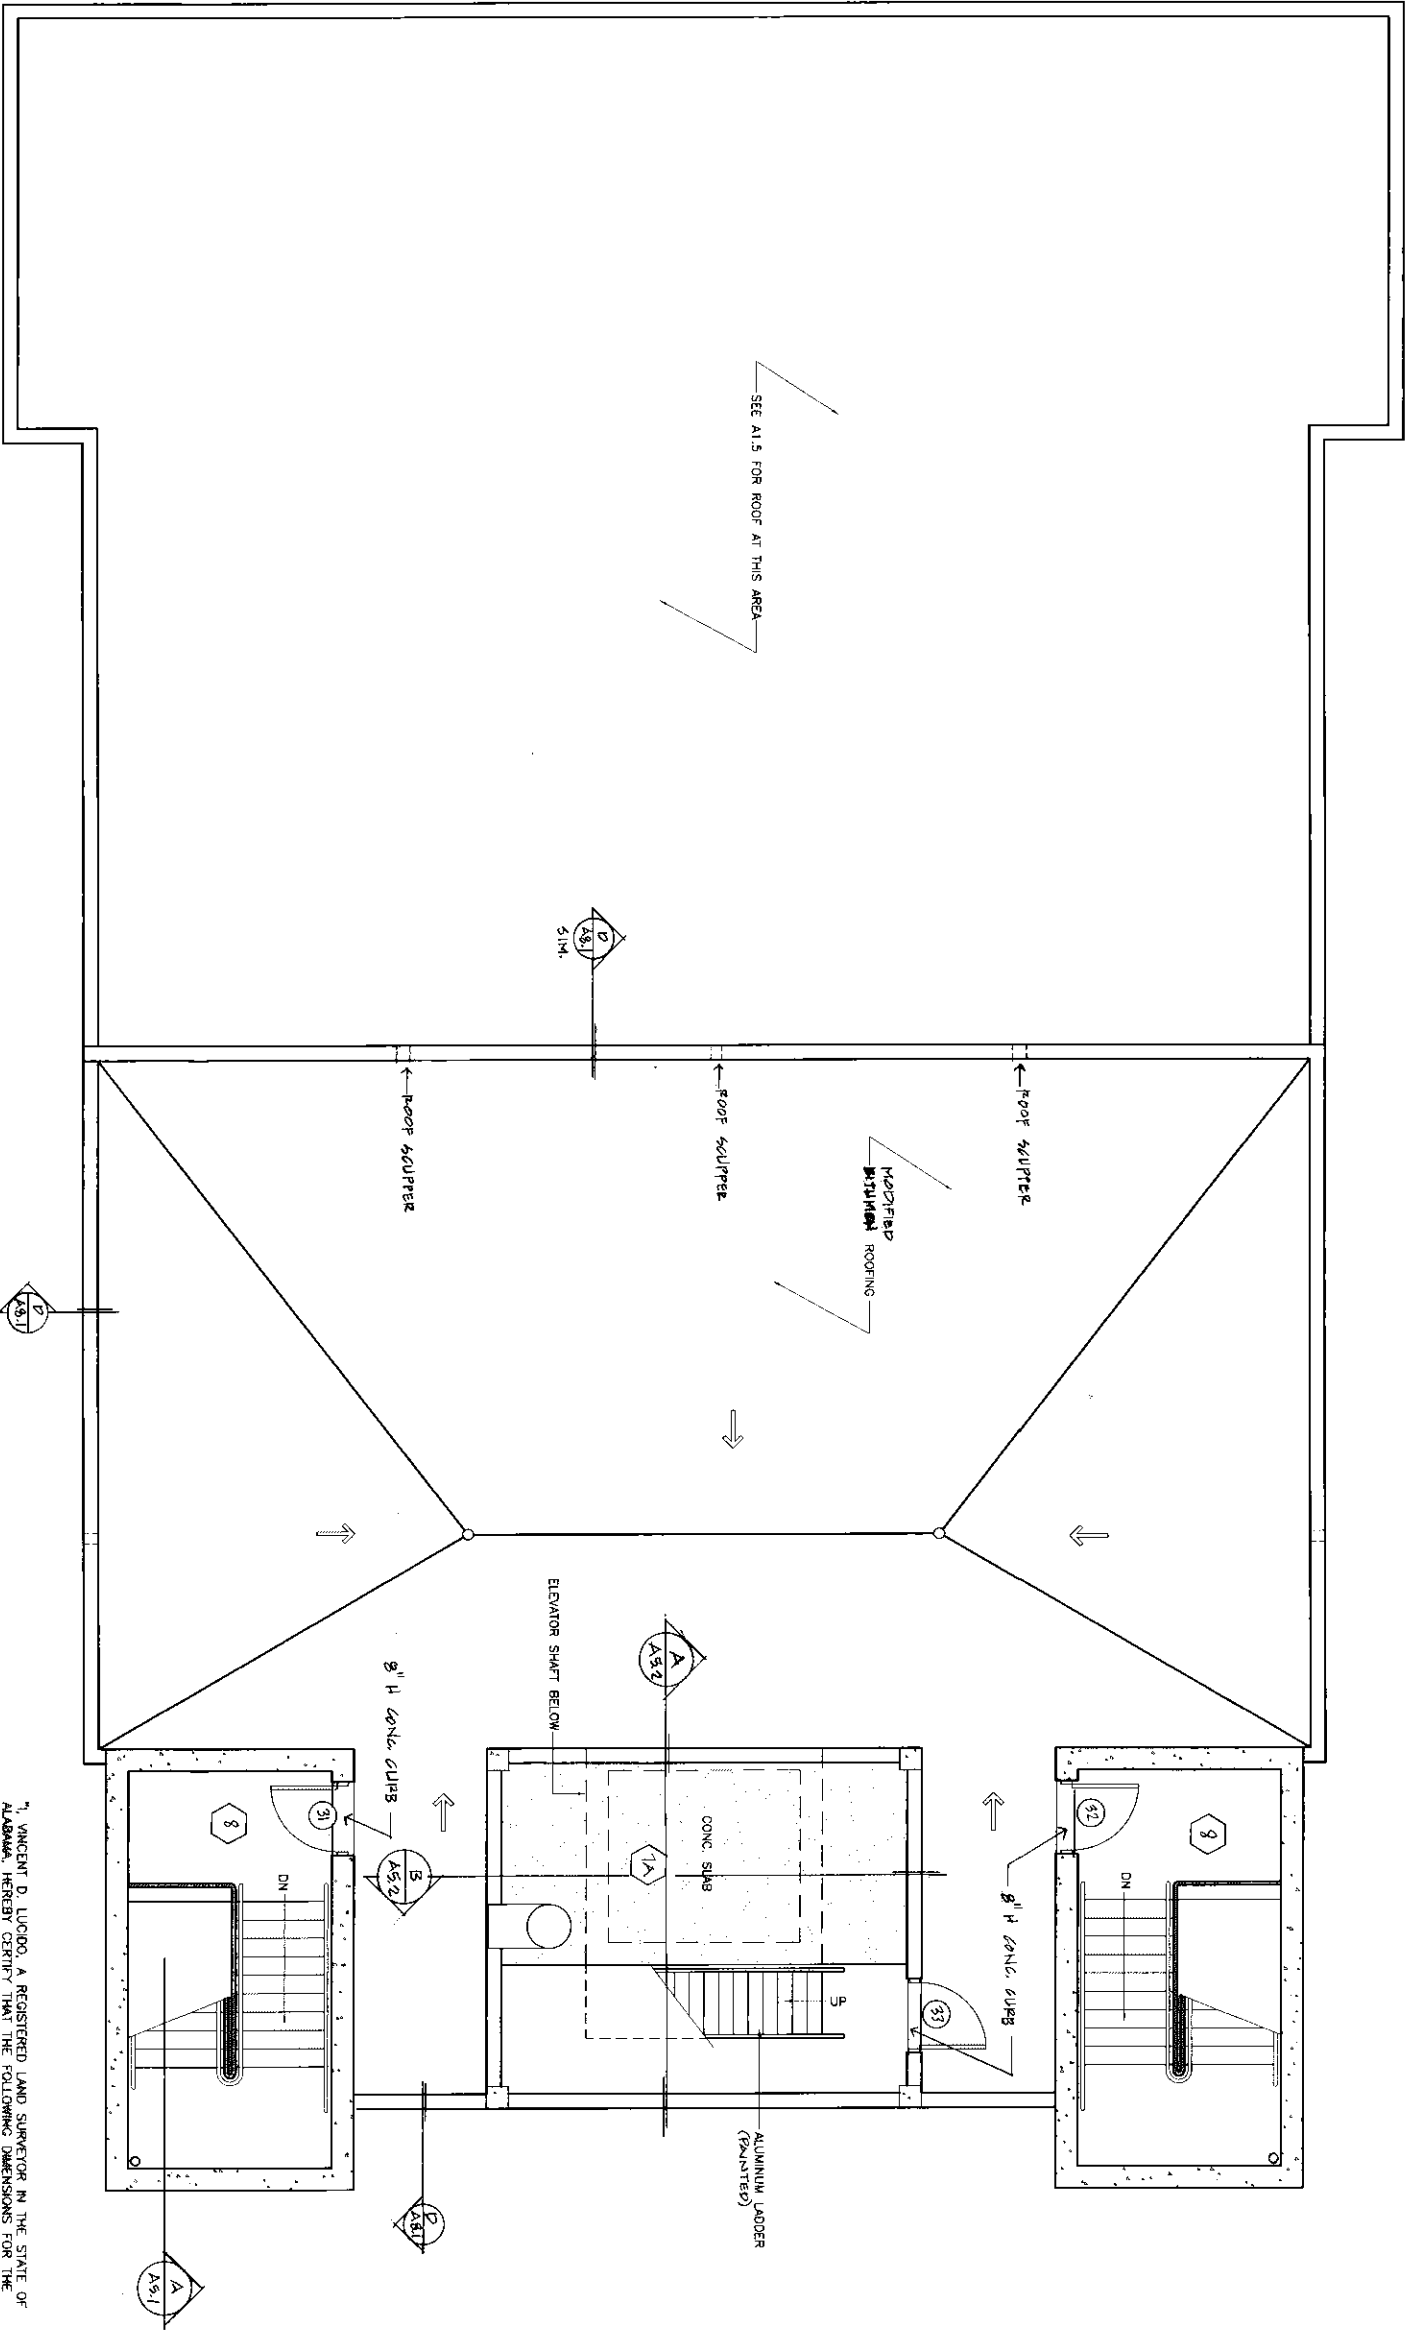 SEE A1.5 FOR ROOF AT THIS AREA
D
A8.1
SIM.
ROOF SCUPPER
ROOF SCUPPER
ROOF SCUPPER
MODIFIED
BITUMEN ROOFING
D
A8.1
ELEVATOR SHAFT BELOW
A
A5.2
8" H CONC. CURB
8" H CONC. CURB
31
32
33
8
8
B
A5.2
7A
CONC. SLAB
DN
DN
UP
ALUMINUM LADDER
(PAINTED)
D
A8.1
A
A5.1
"I, VINCENT D. LUCIDO, A REGISTERED LAND SURVEYOR IN THE STATE OF
ALABAMA, HEREBY CERTIFY THAT THE FOLLOWING DIMENSIONS FOR THE